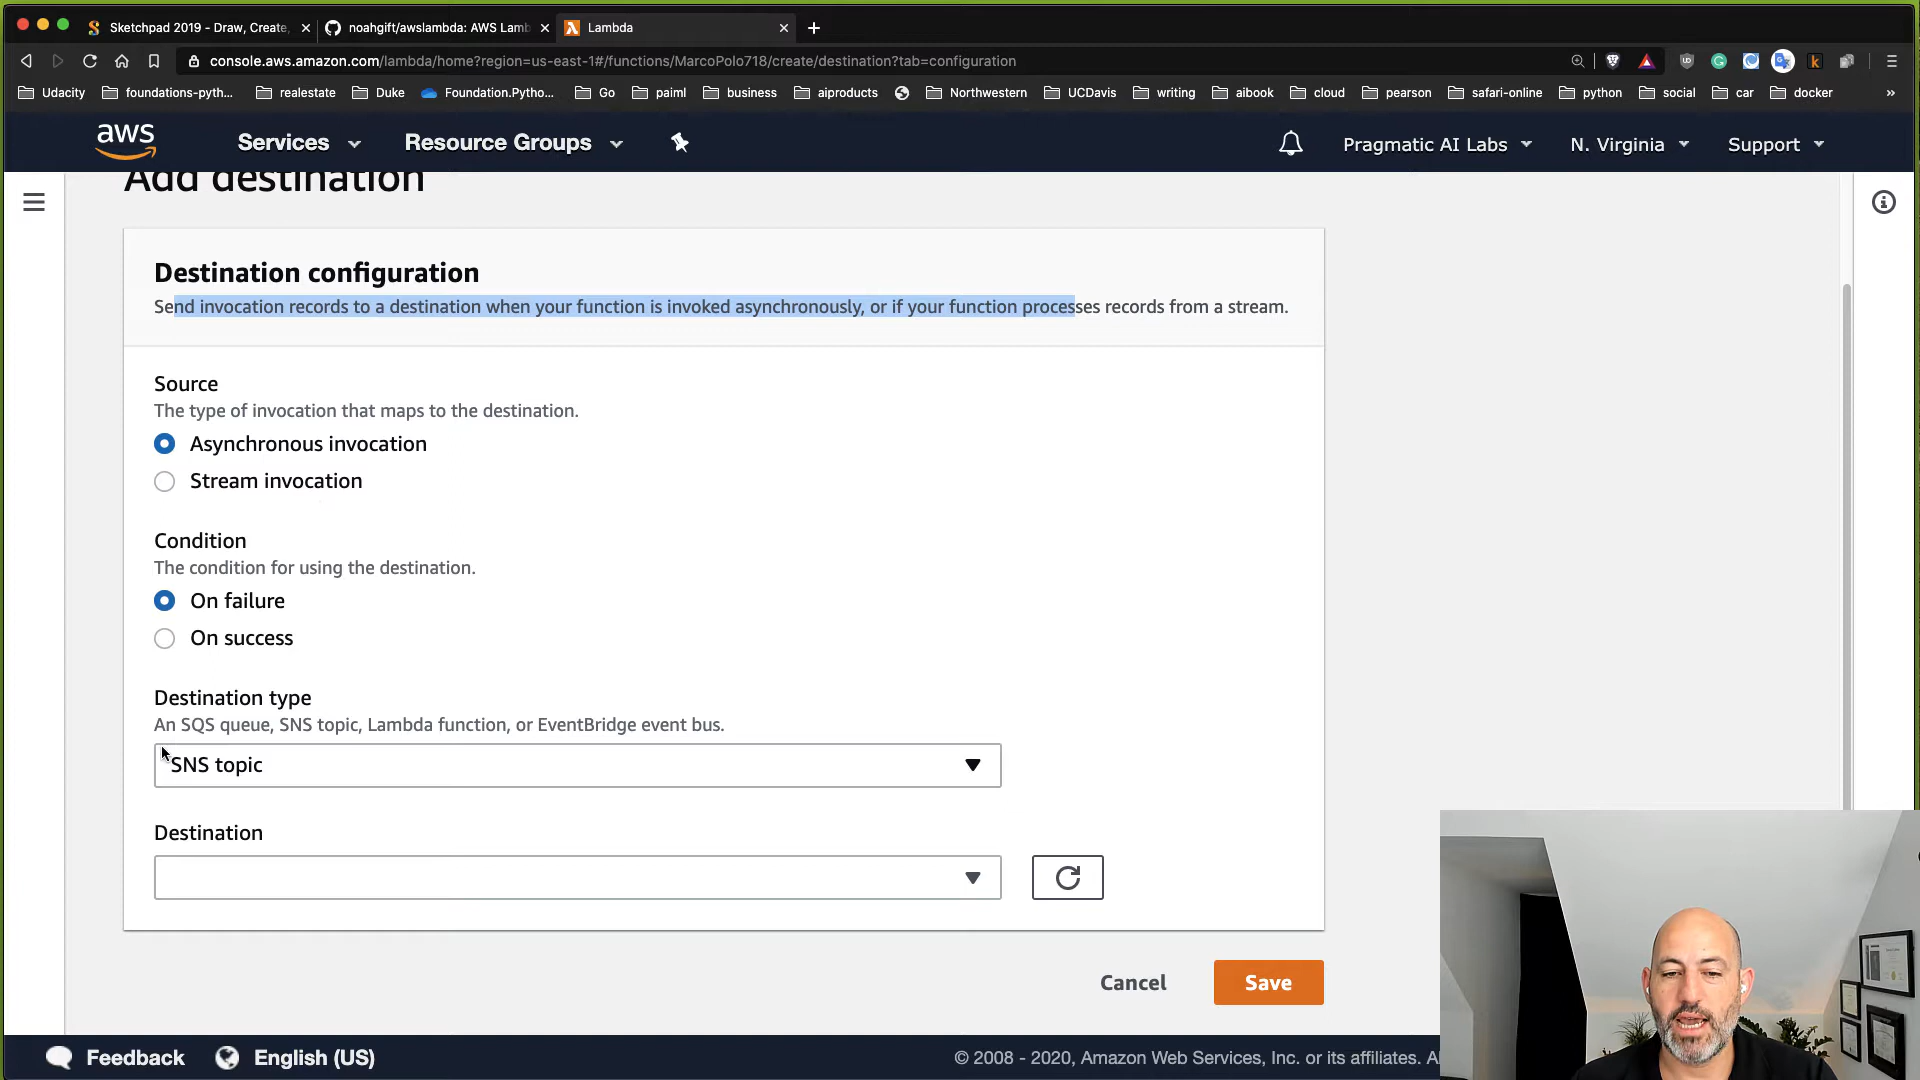 Sketchpad 2019 - Draw, Create,
noahgift/awslambda: AWS Lamb
Lambda
console.aws.amazon.com/lambda/home?region=us-east-1#/functions/MarcoPolo718/create/destination?tab=configuration
Udacity foundations-pyth... realestate Duke Foundation.Pytho... Go paiml business aiproducts Northwestern UCDavis writing aibook cloud pearson safari-online python social car docker »
aws Services Resource Groups Pragmatic AI Labs N. Virginia Support
Add destination
Destination configuration
Send invocation records to a destination when your function is invoked asynchronously, or if your function processes records from a stream.
Source
The type of invocation that maps to the destination.
Asynchronous invocation
Stream invocation
Condition
The condition for using the destination.
On failure
On success
Destination type
An SQS queue, SNS topic, Lambda function, or EventBridge event bus.
SNS topic
Destination
Cancel Save
Feedback English (US) © 2008 - 2020, Amazon Web Services, Inc. or its affiliates.